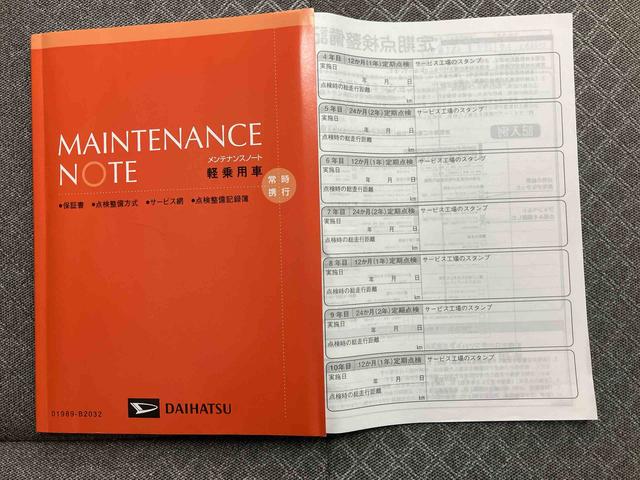 MAINTENANCE
NOTE
メンテナンスノート
軽乗用車
常時
携行
●保証書 ●点検整備方式 ●サービス網 ●点検整備記録簿
01989-B2032
DAIHATSU
4年目 12か月(1年)定期点検 サービス工場のスタンプ
実施日
年 月 日
点検時の総走行距離
km
5年目 24か月(2年)定期点検 サービス工場のスタンプ
実施日
年 月 日
点検時の総走行距離
km
6年目 12か月(1年)定期点検 サービス工場のスタンプ
実施日
年 月 日
点検時の総走行距離
km
7年目 24か月(2年)定期点検 サービス工場のスタンプ
実施日
年 月 日
点検時の総走行距離
km
8年目 12か月(1年)定期点検 サービス工場のスタンプ
実施日
年 月 日
点検時の総走行距離
km
9年目 24か月(2年)定期点検 サービス工場のスタンプ
実施日
年 月 日
点検時の総走行距離
km
10年目 12か月(1年)定期点検 サービス工場のスタンプ
実施日
年 月 日
点検時の総走行距離
km